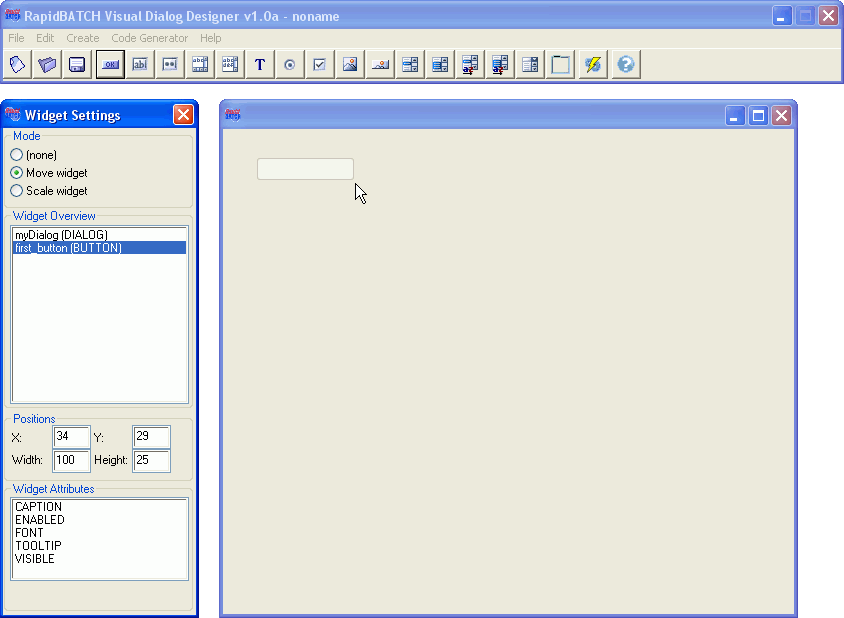 RapidBATCH Visual Dialog Designer v1.0a - noname
File Edit Create Code Generator Help
OK ab T ?
Widget Settings
Mode
(none)
Move widget
Scale widget
Widget Overview
myDialog (DIALOG)
first_button (BUTTON)
Positions
X: 34 Y: 29
Width: 100 Height: 25
Widget Attributes
CAPTION
ENABLED
FONT
TOOLTIP
VISIBLE